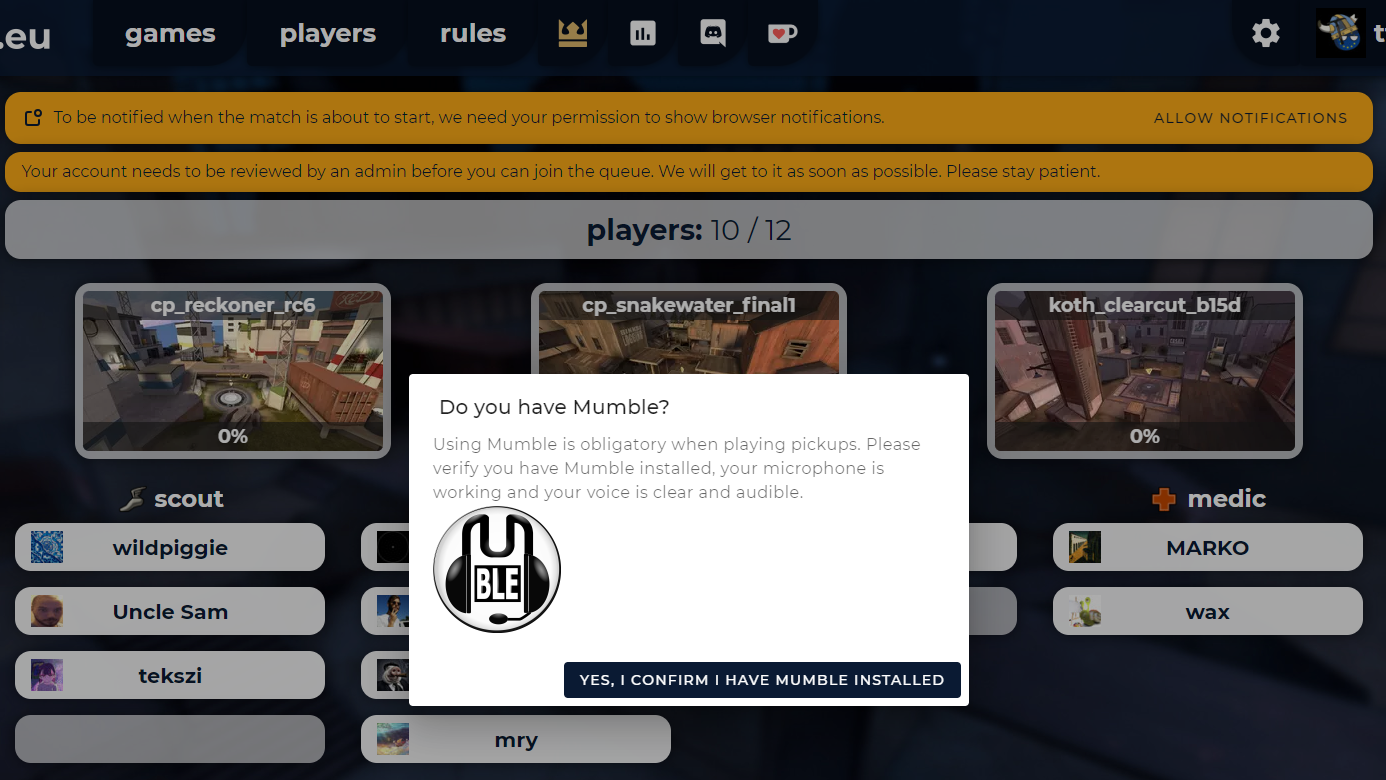 .eu
games
players
rules
To be notified when the match is about to start, we need your permission to show browser notifications.
ALLOW NOTIFICATIONS
Your account needs to be reviewed by an admin before you can join the queue. We will get to it as soon as possible. Please stay patient.
players: 10 / 12
cp_reckoner_rc6
cp_snakewater_final1
koth_clearcut_b15d
0%
0%
Do you have Mumble?
Using Mumble is obligatory when playing pickups. Please
verify you have Mumble installed, your microphone is
working and your voice is clear and audible.
BLE
YES, I CONFIRM I HAVE MUMBLE INSTALLED
scout
wildpiggie
Uncle Sam
tekszi
mry
medic
MARKO
wax